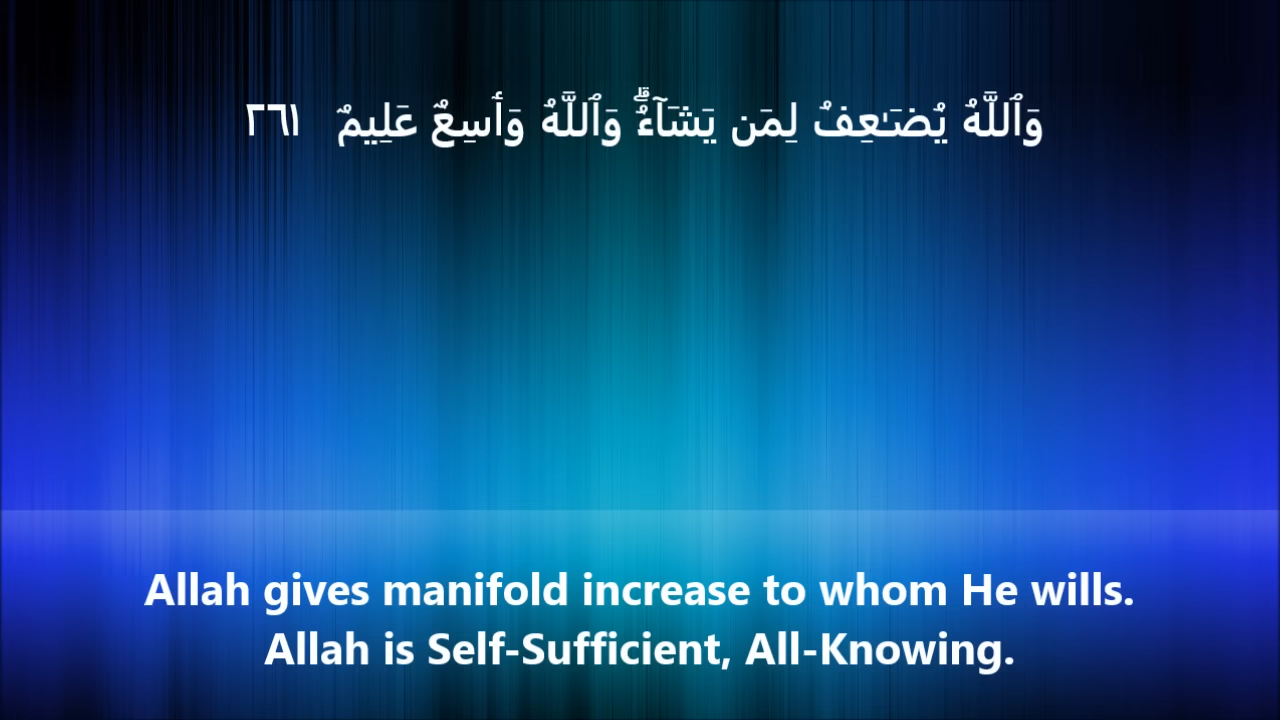 وَٱللَّهُ يُضَـٰعِفُ لِمَن يَشَآءُۗ وَٱللَّهُ وَٲسِعٌ عَلِيمٌ ٢٦١
Allah gives manifold increase to whom He wills.
Allah is Self-Sufficient, All-Knowing.